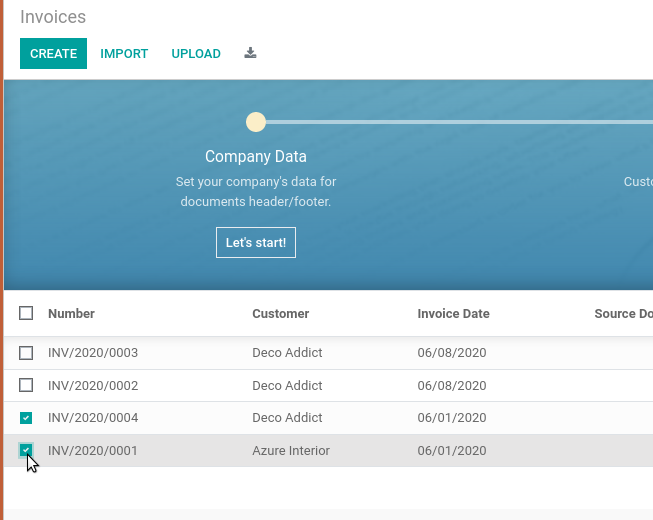 Invoices
CREATE IMPORT UPLOAD
Company Data
Set your company's data for
documents header/footer.
Let's start!
Number Customer Invoice Date Source Do
INV/2020/0003 Deco Addict 06/08/2020
INV/2020/0002 Deco Addict 06/08/2020
INV/2020/0004 Deco Addict 06/01/2020
INV/2020/0001 Azure Interior 06/01/2020